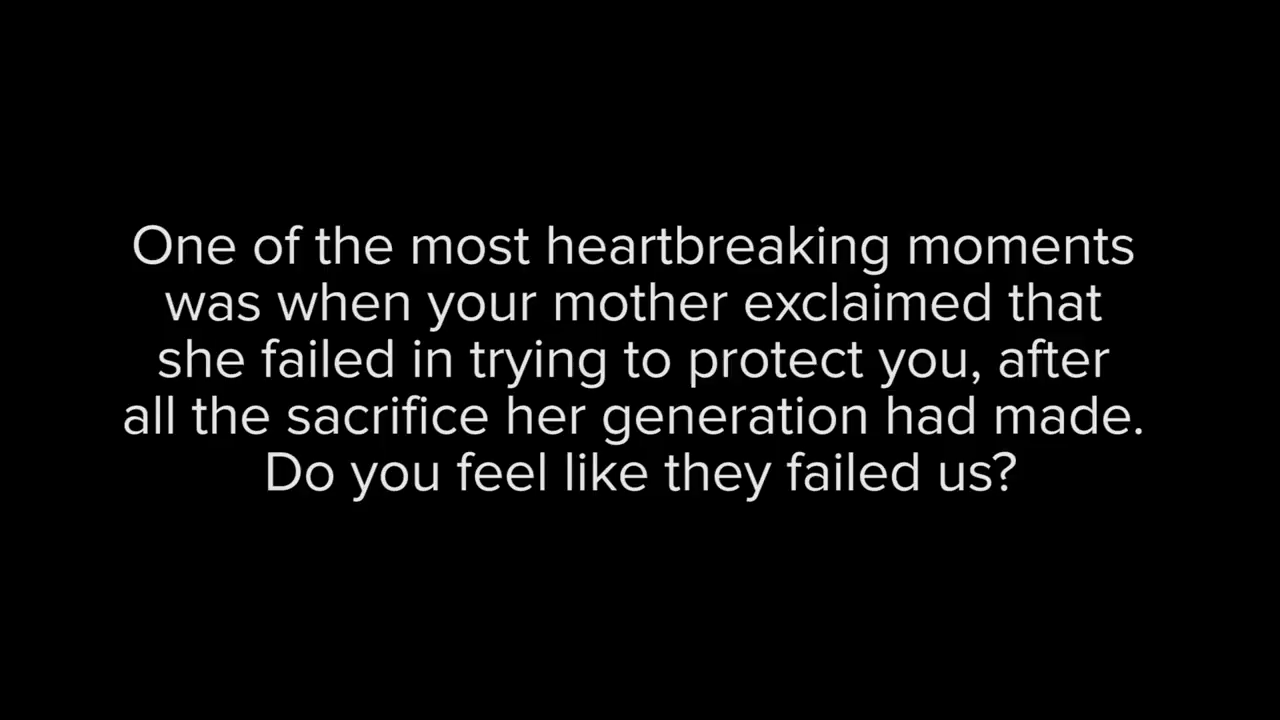 One of the most heartbreaking moments
was when your mother exclaimed that
she failed in trying to protect you, after
all the sacrifice her generation had made.
Do you feel like they failed us?